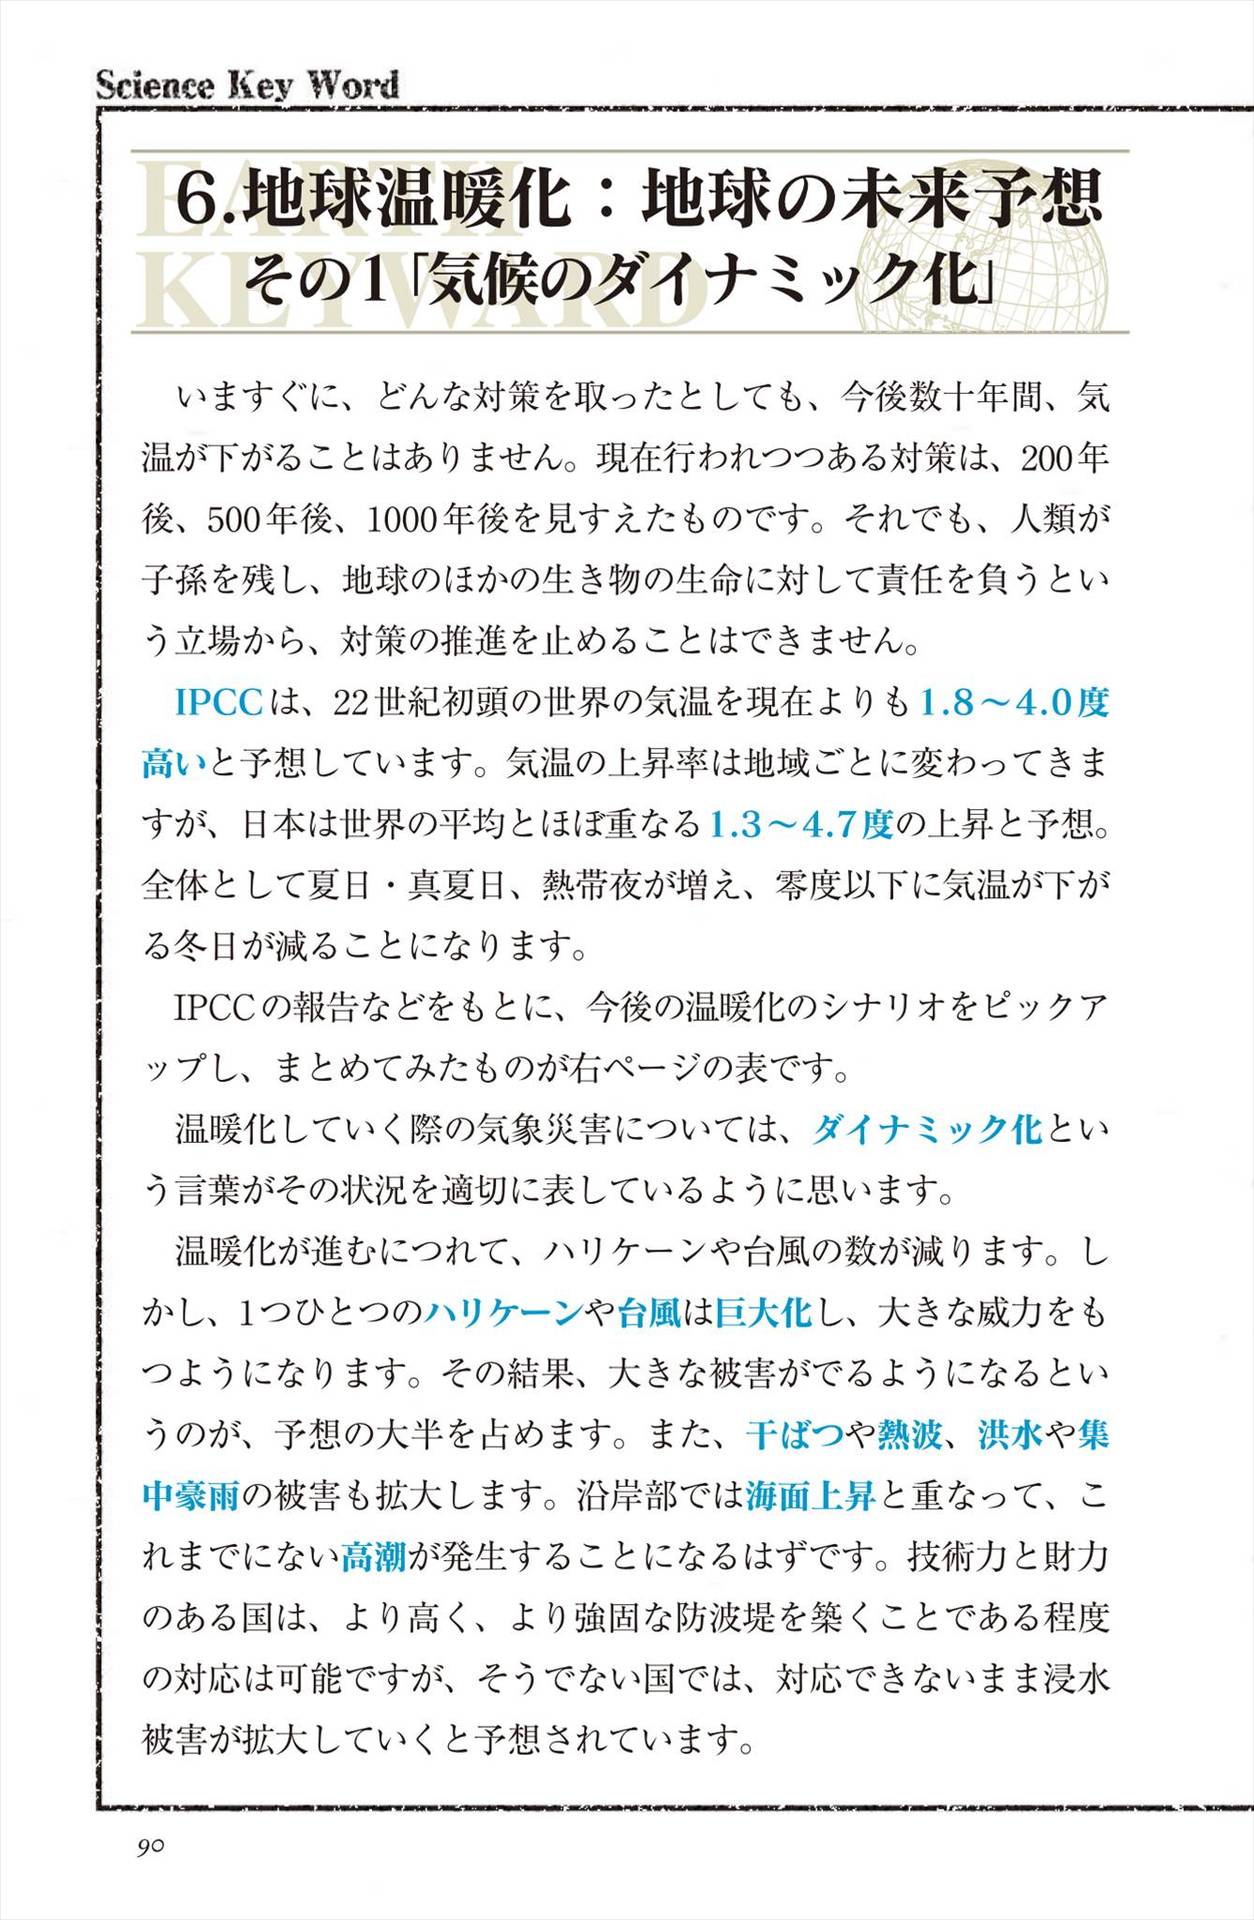 Science Key Word
EARTH
KEYWARD
6.地球温暖化：地球の未来予想
その1「気候のダイナミック化」
いますぐに、どんな対策を取ったとしても、今後数十年間、気
温が下がることはありません。現在行われつつある対策は、200年
後、500年後、1000年後を見すえたものです。それでも、人類が
子孫を残し、地球のほかの生き物の生命に対して責任を負うとい
う立場から、対策の推進を止めることはできません。
IPCCは、22世紀初頭の世界の気温を現在よりも1.8～4.0度
高いと予想しています。気温の上昇率は地域ごとに変わってきま
すが、日本は世界の平均とほぼ重なる1.3～4.7度の上昇と予想。
全体として夏日・真夏日、熱帯夜が増え、零度以下に気温が下が
る冬日が減ることになります。
IPCCの報告などをもとに、今後の温暖化のシナリオをピックア
ップし、まとめてみたものが右ページの表です。
温暖化していく際の気象災害については、ダイナミック化とい
う言葉がその状況を適切に表しているように思います。
温暖化が進むにつれて、ハリケーンや台風の数が減ります。し
かし、1つひとつのハリケーンや台風は巨大化し、大きな威力をも
つようになります。その結果、大きな被害がでるようになるとい
うのが、予想の大半を占めます。また、干ばつや熱波、洪水や集
中豪雨の被害も拡大します。沿岸部では海面上昇と重なって、こ
れまでにない高潮が発生することになるはずです。技術力と財力
のある国は、より高く、より強固な防波堤を築くことである程度
の対応は可能ですが、そうでない国では、対応できないまま浸水
被害が拡大していくと予想されています。
90